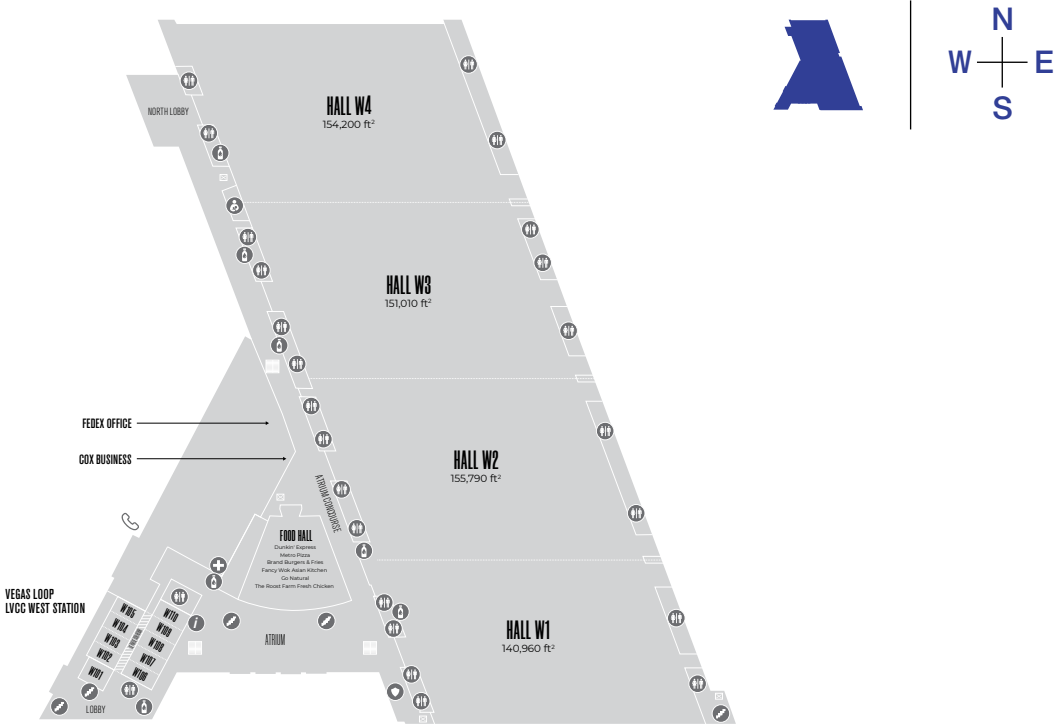 N
W E
S
HALL W4
154,200 ft²
NORTH LOBBY
HALL W3
151,010 ft²
FEDEX OFFICE
COX BUSINESS
HALL W2
155,790 ft²
ATRIUM CONCOURSE
FOOD HALL
Dunkin' Express
Metro Pizza
Brand Burgers & Fries
Fancy Wok Asian Kitchen
Go Natural
The Roost Farm Fresh Chicken
VEGAS LOOP
LVCC WEST STATION
W105
W104
W103
W102
W101
W110
W109
W108
W107
W106
i
ATRIUM
LOBBY
HALL W1
140,960 ft²